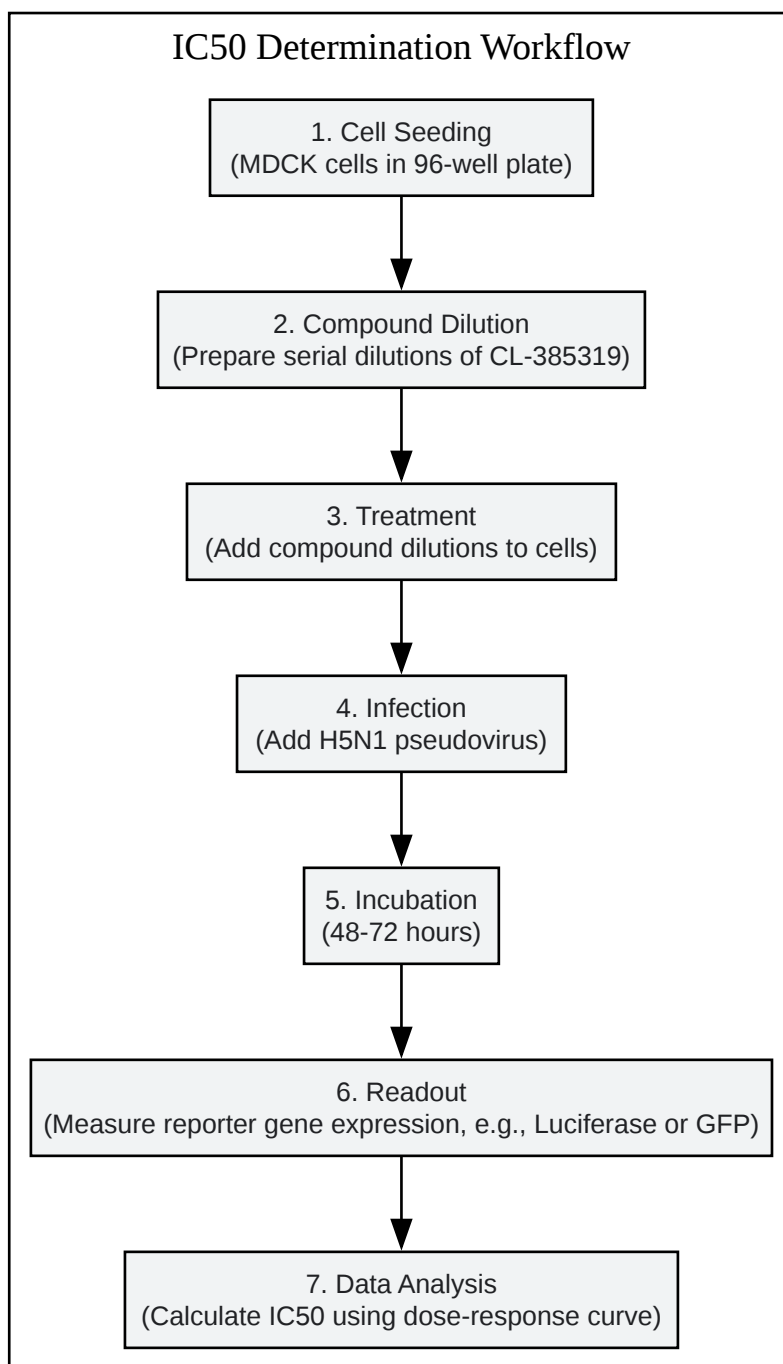 IC50 Determination Workflow
1. Cell Seeding
(MDCK cells in 96-well plate)
2. Compound Dilution
(Prepare serial dilutions of CL-385319)
3. Treatment
(Add compound dilutions to cells)
4. Infection
(Add H5N1 pseudovirus)
5. Incubation
(48-72 hours)
6. Readout
(Measure reporter gene expression, e.g., Luciferase or GFP)
7. Data Analysis
(Calculate IC50 using dose-response curve)